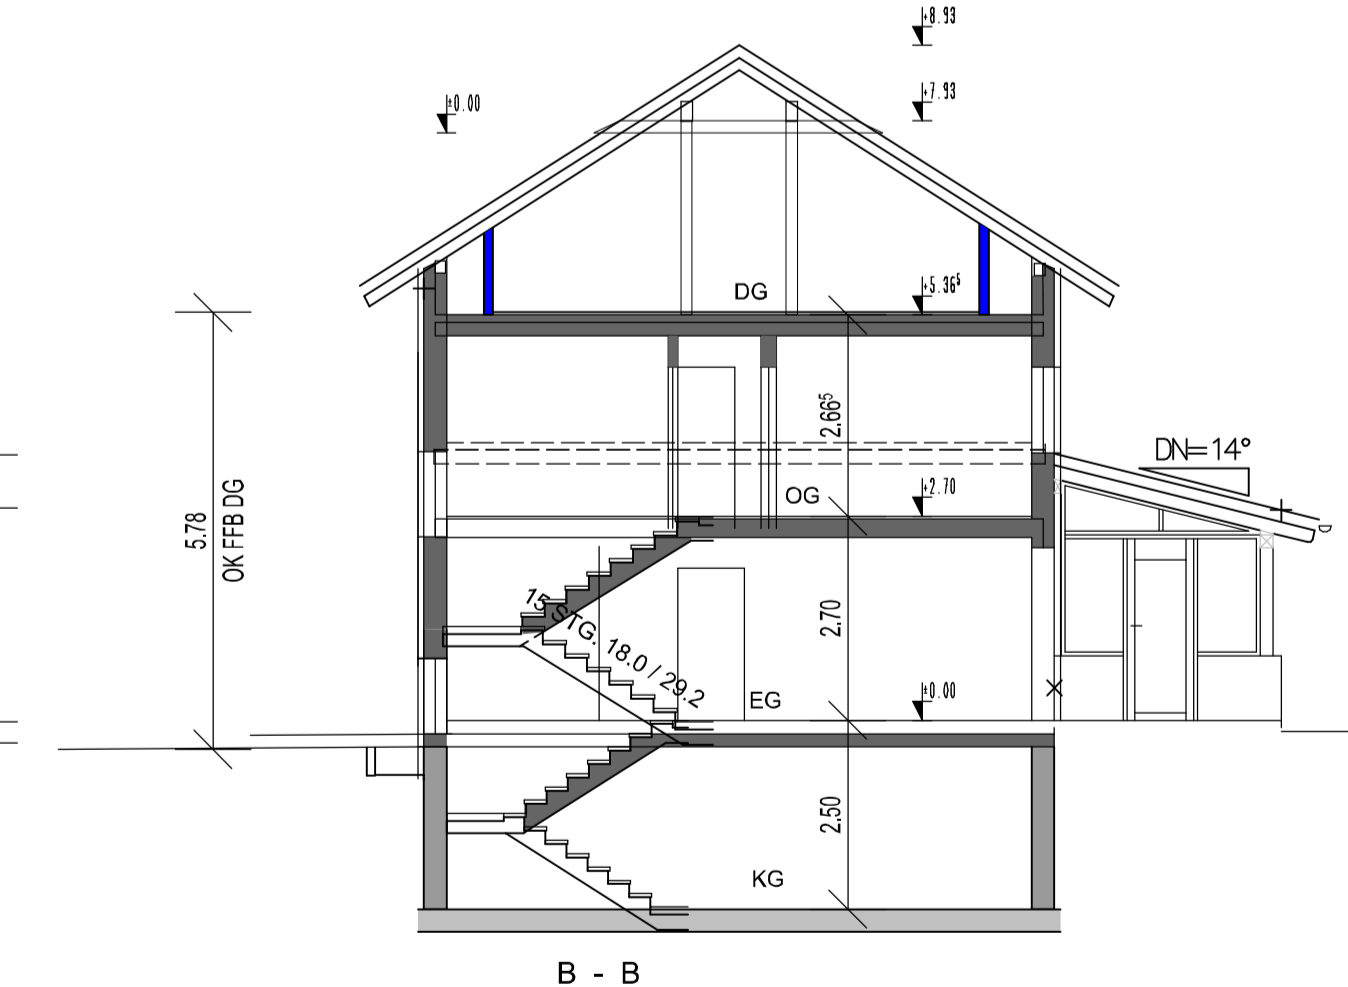 +8.93
+7.93
±0.00
DG
+5.36⁵
2.66⁵
DN=14°
OG
+2.70
5.78
OK FFB DG
15 STG. 18.0 / 29.2
2.70
EG
±0.00
2.50
KG
B - B